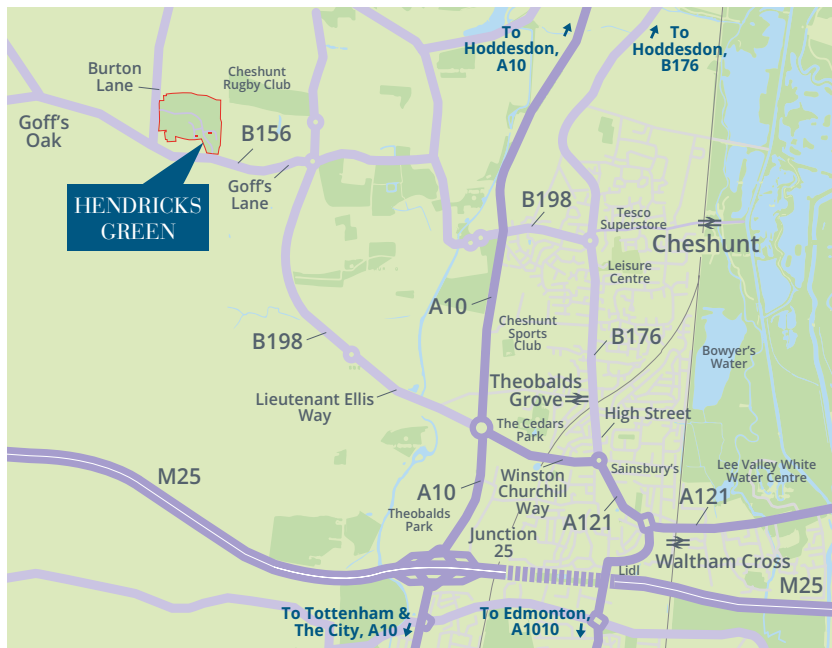 To
Hoddesdon,
A10
To
Hoddesdon,
B176
Burton
Lane
Cheshunt
Rugby Club
Goff's
Oak
B156
Goff's
Lane
HENDRICKS
GREEN
B198
Tesco
Superstore
Cheshunt
Leisure
Centre
A10
Cheshunt
Sports
Club
B198
B176
Bowyer's
Water
Theobalds
Grove
Lieutenant Ellis
Way
High Street
The Cedars
Park
M25
Winston
Churchill
Way
Sainsbury's
Lee Valley White
Water Centre
A10
Theobalds
Park
A121
A121
Junction
25
Waltham Cross
Lidl
M25
To Tottenham &
The City, A10
To Edmonton,
A1010